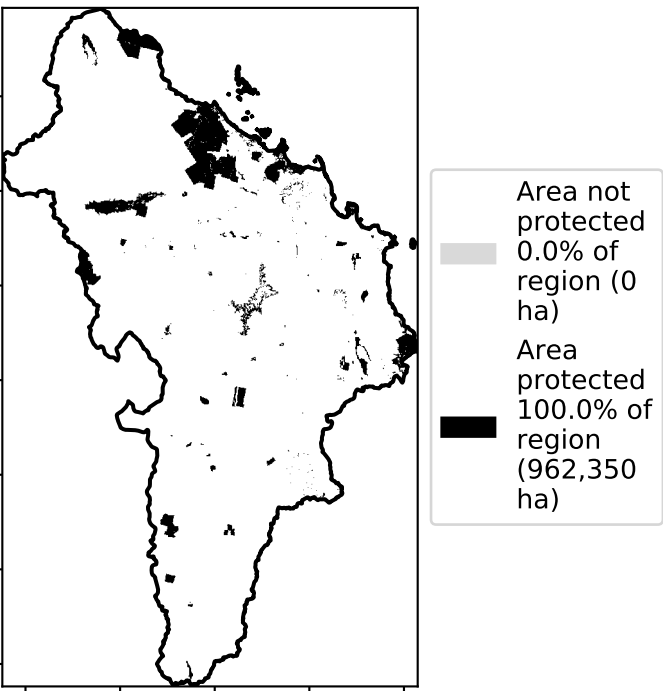 Area not
protected
0.0% of
region (0
ha)
Area
protected
100.0% of
region
(962,350
ha)